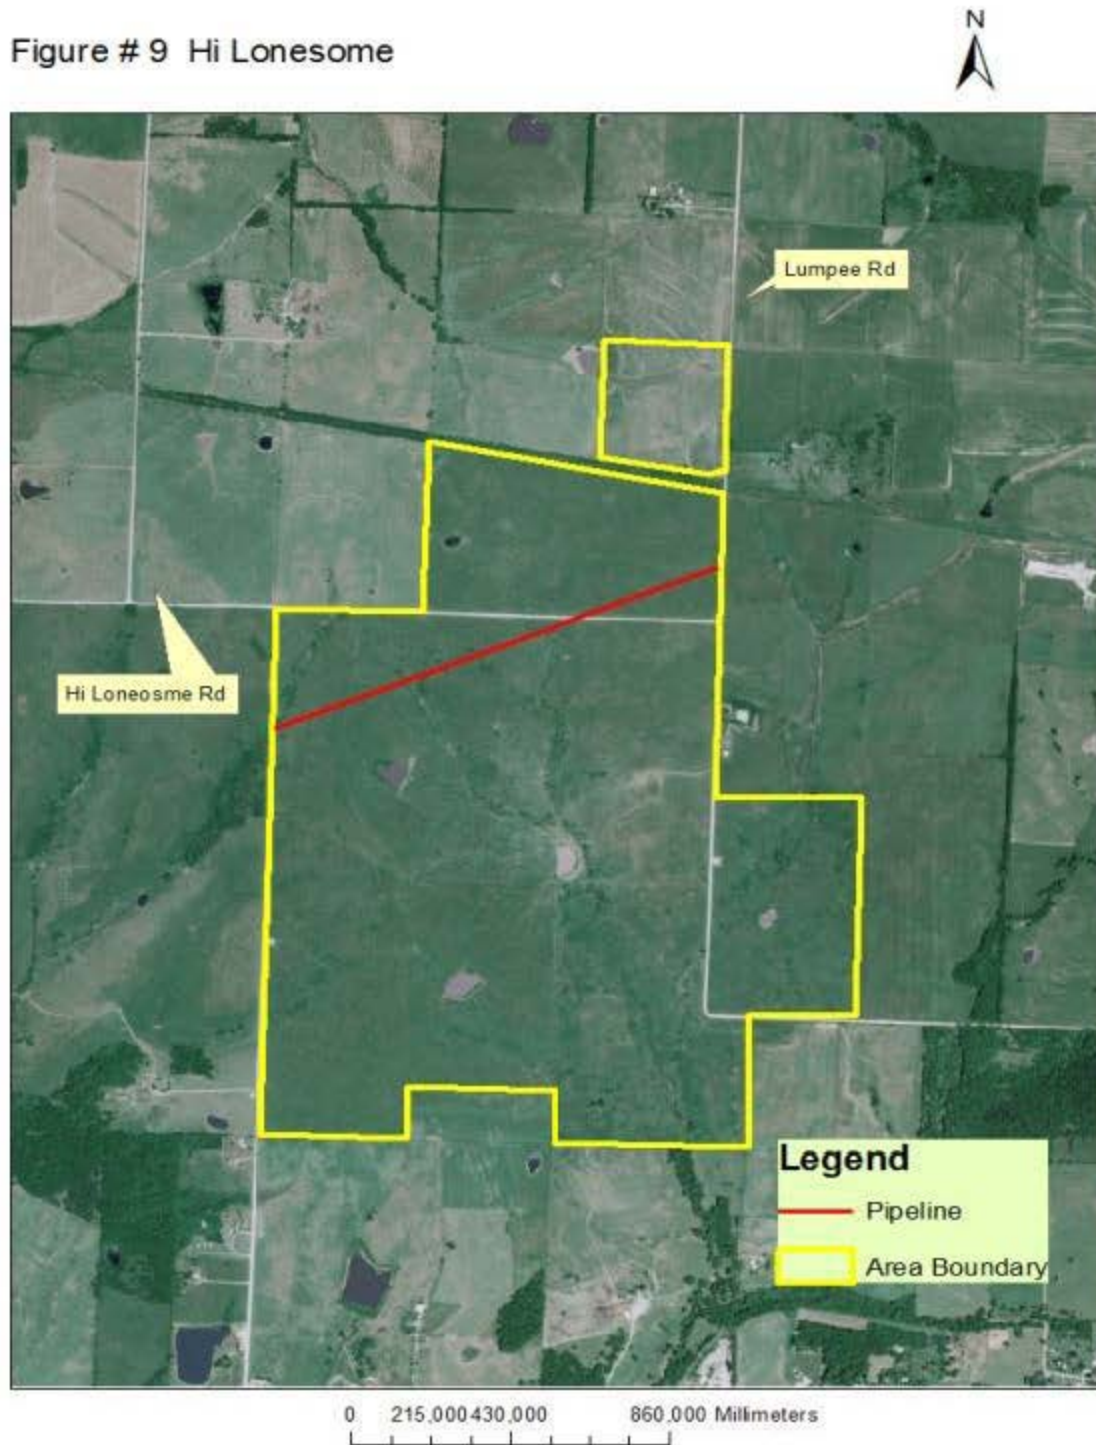 N
Figure # 9 Hi Lonesome
Lumpee Rd
Hi Loneosme Rd
Legend
Pipeline
Area Boundary
0 215,000 430,000 860,000 Millimeters